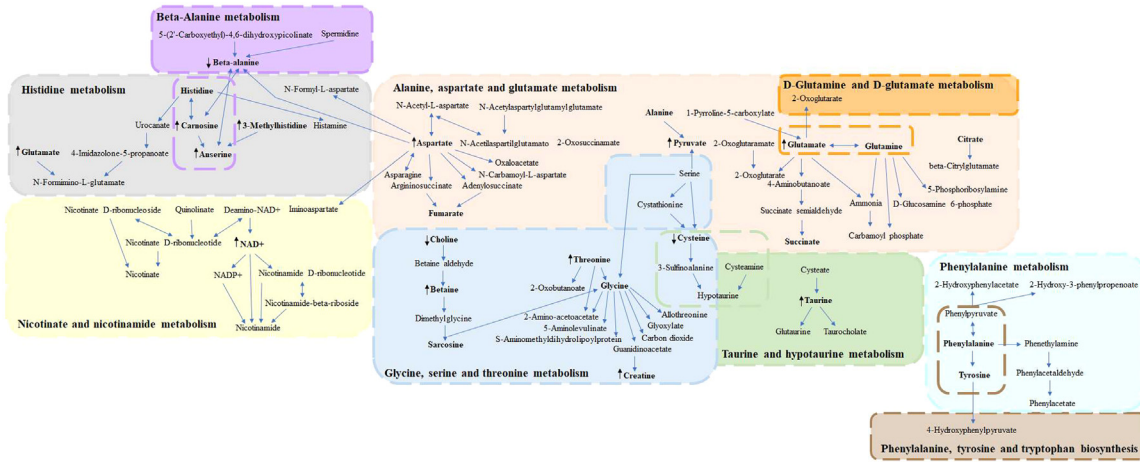 Beta-Alanine metabolism
5-(2'-Carboxyethyl)-4,6-dihydroxypicolinate
Spermidine
Beta-alanine
Histidine metabolism
Histidine
Urocanate
Carnosine
3-Methylhistidine
Histamine
Glutamate
4-Imidazolone-5-propanoate
Anserine
N-Formimino-L-glutamate
Alanine, aspartate and glutamate metabolism
N-Formyl-L-aspartate
N-Acetyl-L-aspartate
N-Acetylaspartylglutamylglutamate
Aspartate
N-Acetilaspartilglutamato
2-Oxosuccinamate
Oxaloacetate
Asparagine
N-Carbamoyl-L-aspartate
Argininosuccinate
Adenylosuccinate
Fumarate
Iminoaspartate
Alanine
1-Pyrroline-5-carboxylate
Pyruvate
2-Oxoglutaramate
2-Oxoglutarate
Serine
Cystathionine
D-Glutamine and D-glutamate metabolism
2-Oxoglutarate
Glutamate
Glutamine
Citrate
beta-Citrylglutamate
4-Aminobutanoate
5-Phosphoribosylamine
Ammonia
D-Glucosamine 6-phosphate
Succinate semialdehyde
Carbamoyl phosphate
Succinate
Nicotinate D-ribonucleoside
Quinolinate
Deamino-NAD+
Nicotinate D-ribonucleotide
NAD+
Nicotinate
NADP+
Nicotinamide D-ribonucleotide
Nicotinamide-beta-riboside
Nicotinamide
Nicotinate and nicotinamide metabolism
Choline
Betaine aldehyde
Betaine
Dimethylglycine
Sarcosine
Threonine
2-Oxobutanoate
Glycine
2-Amino-acetoacetate
5-Aminolevulinate
S-Aminomethyldihydrolipoylprotein
Allothreonine
Glyoxylate
Carbon dioxide
Guanidinoacetate
Creatine
Glycine, serine and threonine metabolism
Cysteine
3-Sulfinoalanine
Cysteamine
Hypotaurine
Cysteate
Taurine
Glutaurine
Taurocholate
Taurine and hypotaurine metabolism
Phenylalanine metabolism
2-Hydroxyphenylacetate
2-Hydroxy-3-phenylpropenoate
Phenylpyruvate
Phenylalanine
Phenethylamine
Tyrosine
Phenylacetaldehyde
Phenylacetate
4-Hydroxyphenylpyruvate
Phenylalanine, tyrosine and tryptophan biosynthesis